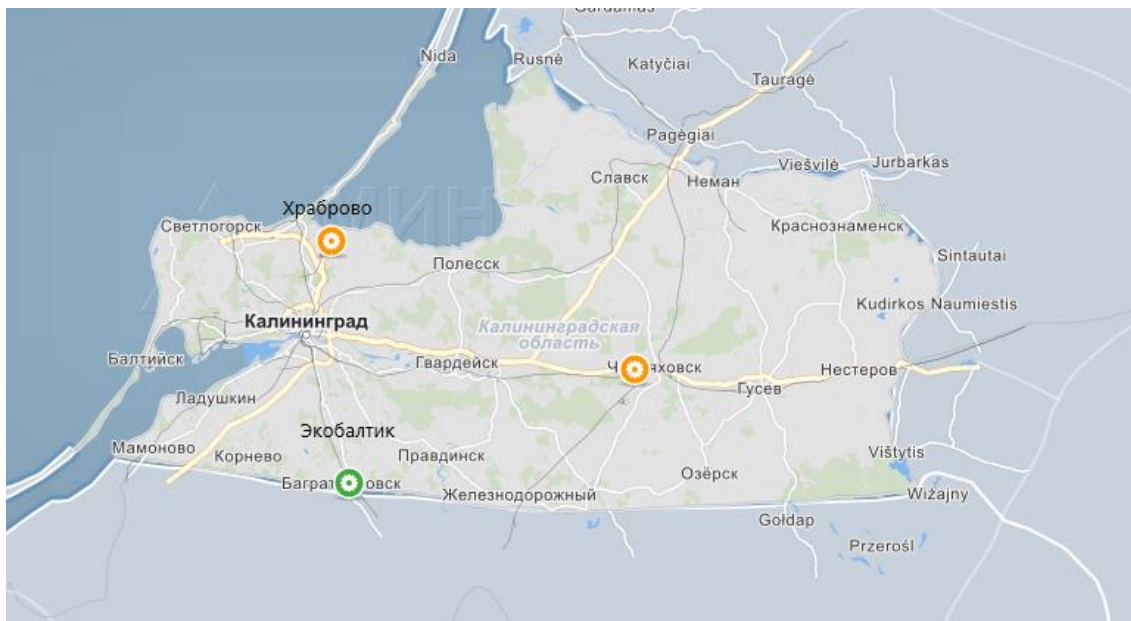 Gardamas
Nida
Rusnė
Katyčiai
Tauragė
Pagėgiai
Viešvilė
Jurbarkas
Славск
Неман
Храброво
Светлогорск
Краснознаменск
Полесск
Sintautai
Калининград
Kudirkos Naumiestis
Калининградская
область
Балтийск
Гвардейск
Нестеров
Гусев
Ладушкин
Экобалтик
Мамоново
Корнево
Правдинск
Vištytis
Озёрск
Железнодорожный
Wiżajny
Gołdap
Przerośl